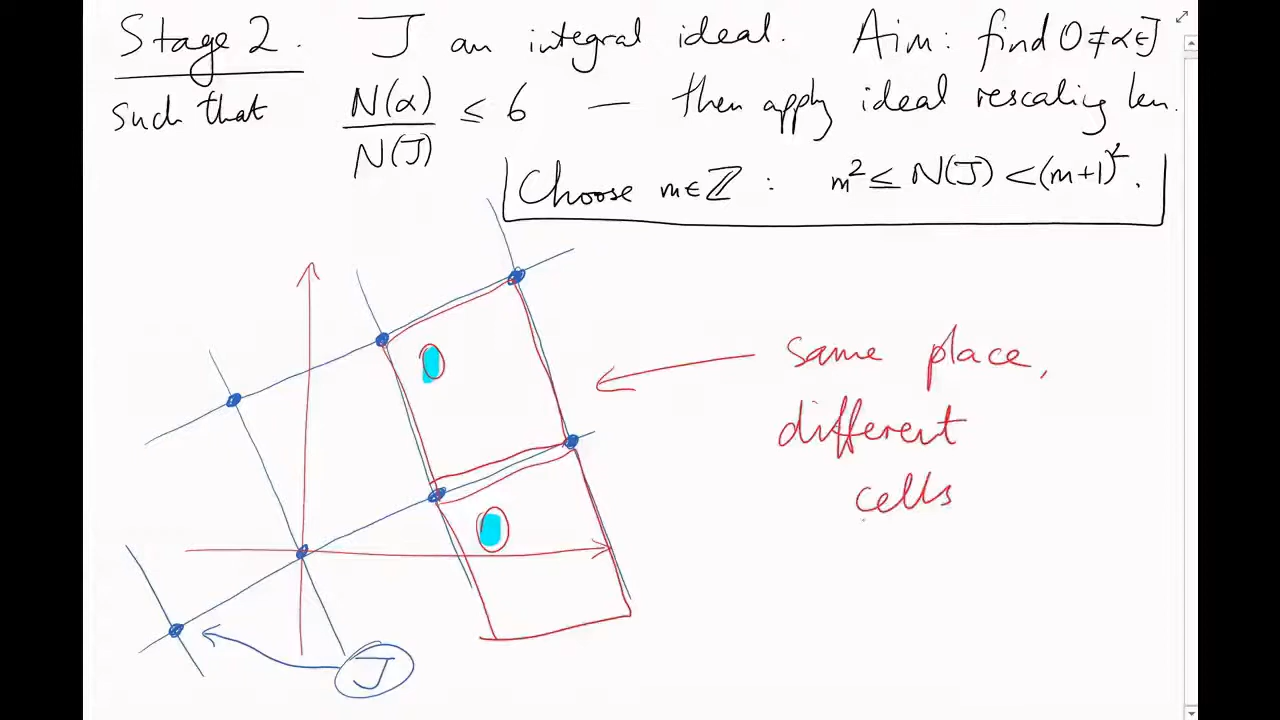 Stage 2. J an integral ideal. Aim: find 0≠α∈J
such that N(α)/N(J) ≤ 6 — then apply ideal rescaling lem.
Choose m∈ℤ : m² ≤ N(J) < (m+1)².
same place,
different
cells
J